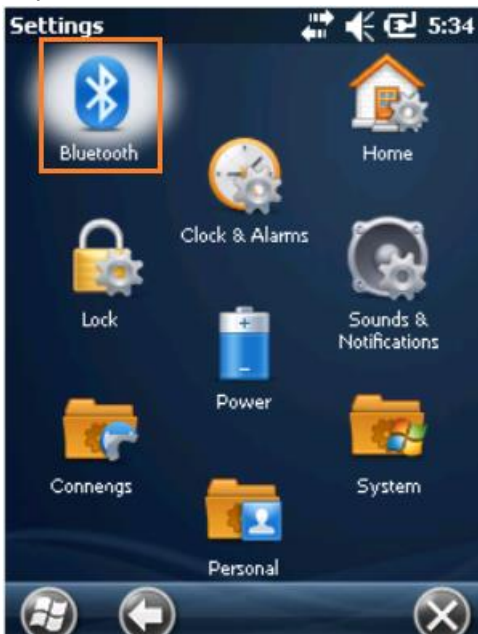 Settings 5:34
Bluetooth
Home
Clock & Alarms
Lock
Sounds &
Notifications
Power
Connengs
System
Personal